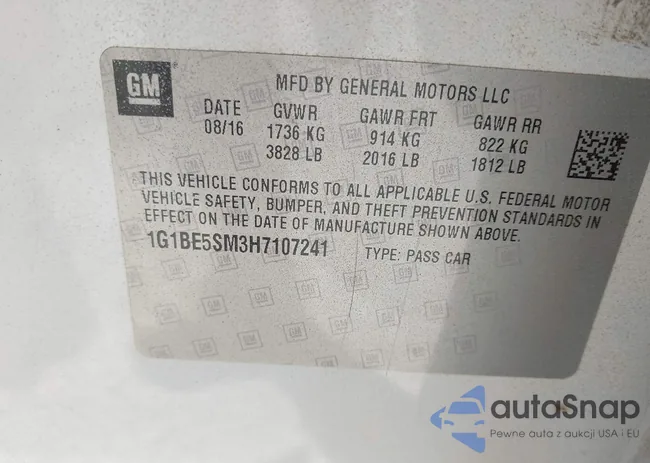 GM
MFD BY GENERAL MOTORS LLC
DATE GVWR GAWR FRT GAWR RR
08/16 1736 KG 914 KG 822 KG
3828 LB 2016 LB 1812 LB
THIS VEHICLE CONFORMS TO ALL APPLICABLE U.S. FEDERAL MOTOR
VEHICLE SAFETY, BUMPER, AND THEFT PREVENTION STANDARDS IN
EFFECT ON THE DATE OF MANUFACTURE SHOWN ABOVE.
1G1BE5SM3H7107241 TYPE: PASS CAR
autoSnap
Pewne auta z aukcji USA i EU